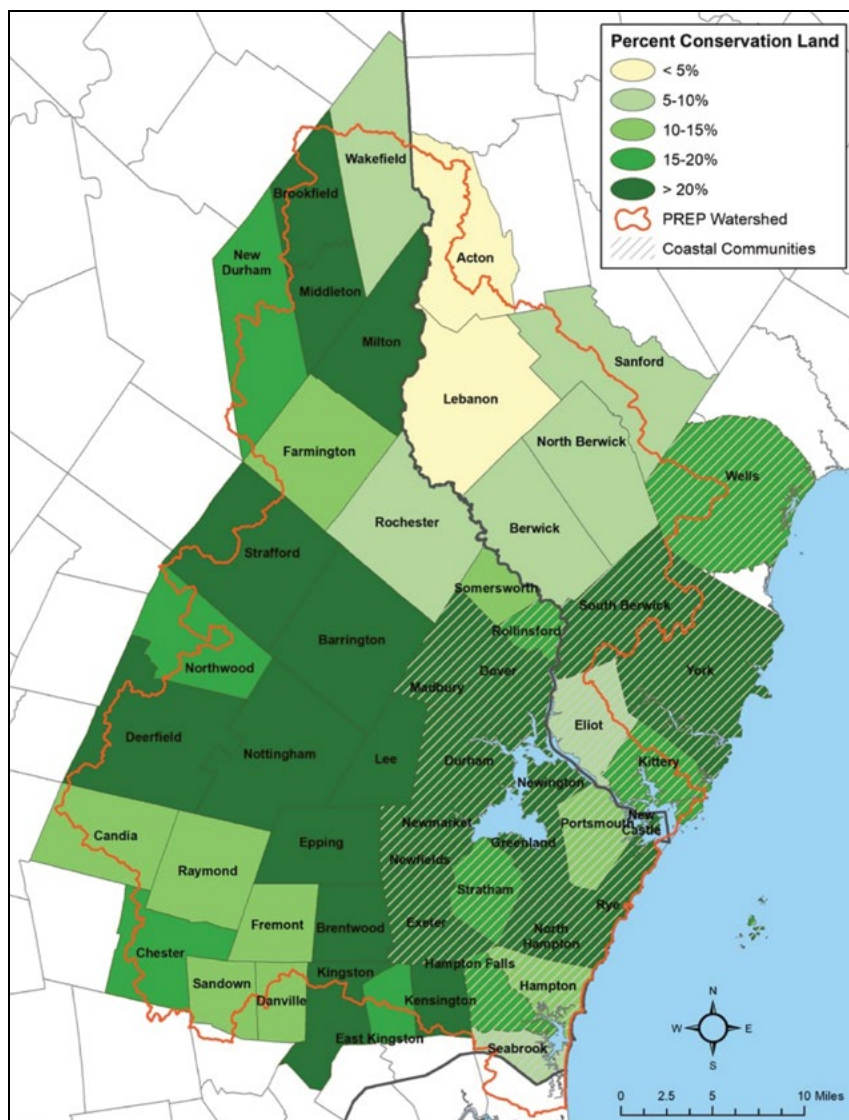 Percent Conservation Land
< 5%
5-10%
10-15%
15-20%
> 20%
PREP Watershed
Coastal Communities
Wakefield
Brookfield
New
Durham
Acton
Middleton
Milton
Sanford
Lebanon
North Berwick
Farmington
Wells
Rochester
Berwick
Strafford
Somersworth
South Berwick
Rollinsford
Barrington
Northwood
Dover
York
Madbury
Eliot
Deerfield
Nottingham
Lee
Durham
Kittery
Newington
Candia
Newmarket
Portsmouth
New
Castle
Epping
Greenland
Raymond
Newfields
Stratham
Rye
Fremont
Brentwood
Exeter
North
Hampton
Chester
Hampton Falls
Kingston
Sandown
Danville
Kensington
Hampton
East Kingston
Seabrook
N
W
E
S
0 2.5 5 10 Miles